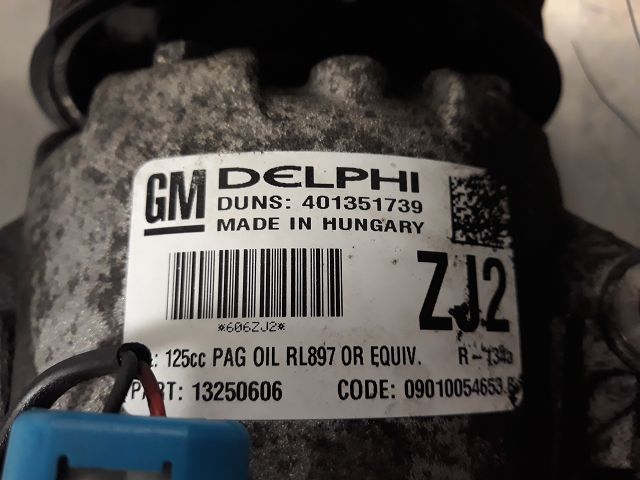 GM DELPHI
DUNS: 401351739
MADE IN HUNGARY
ZJ2
*606ZJ2*
: 125cc PAG OIL RL897 OR EQUIV. R-134a
PART: 13250606 CODE: 09010054653